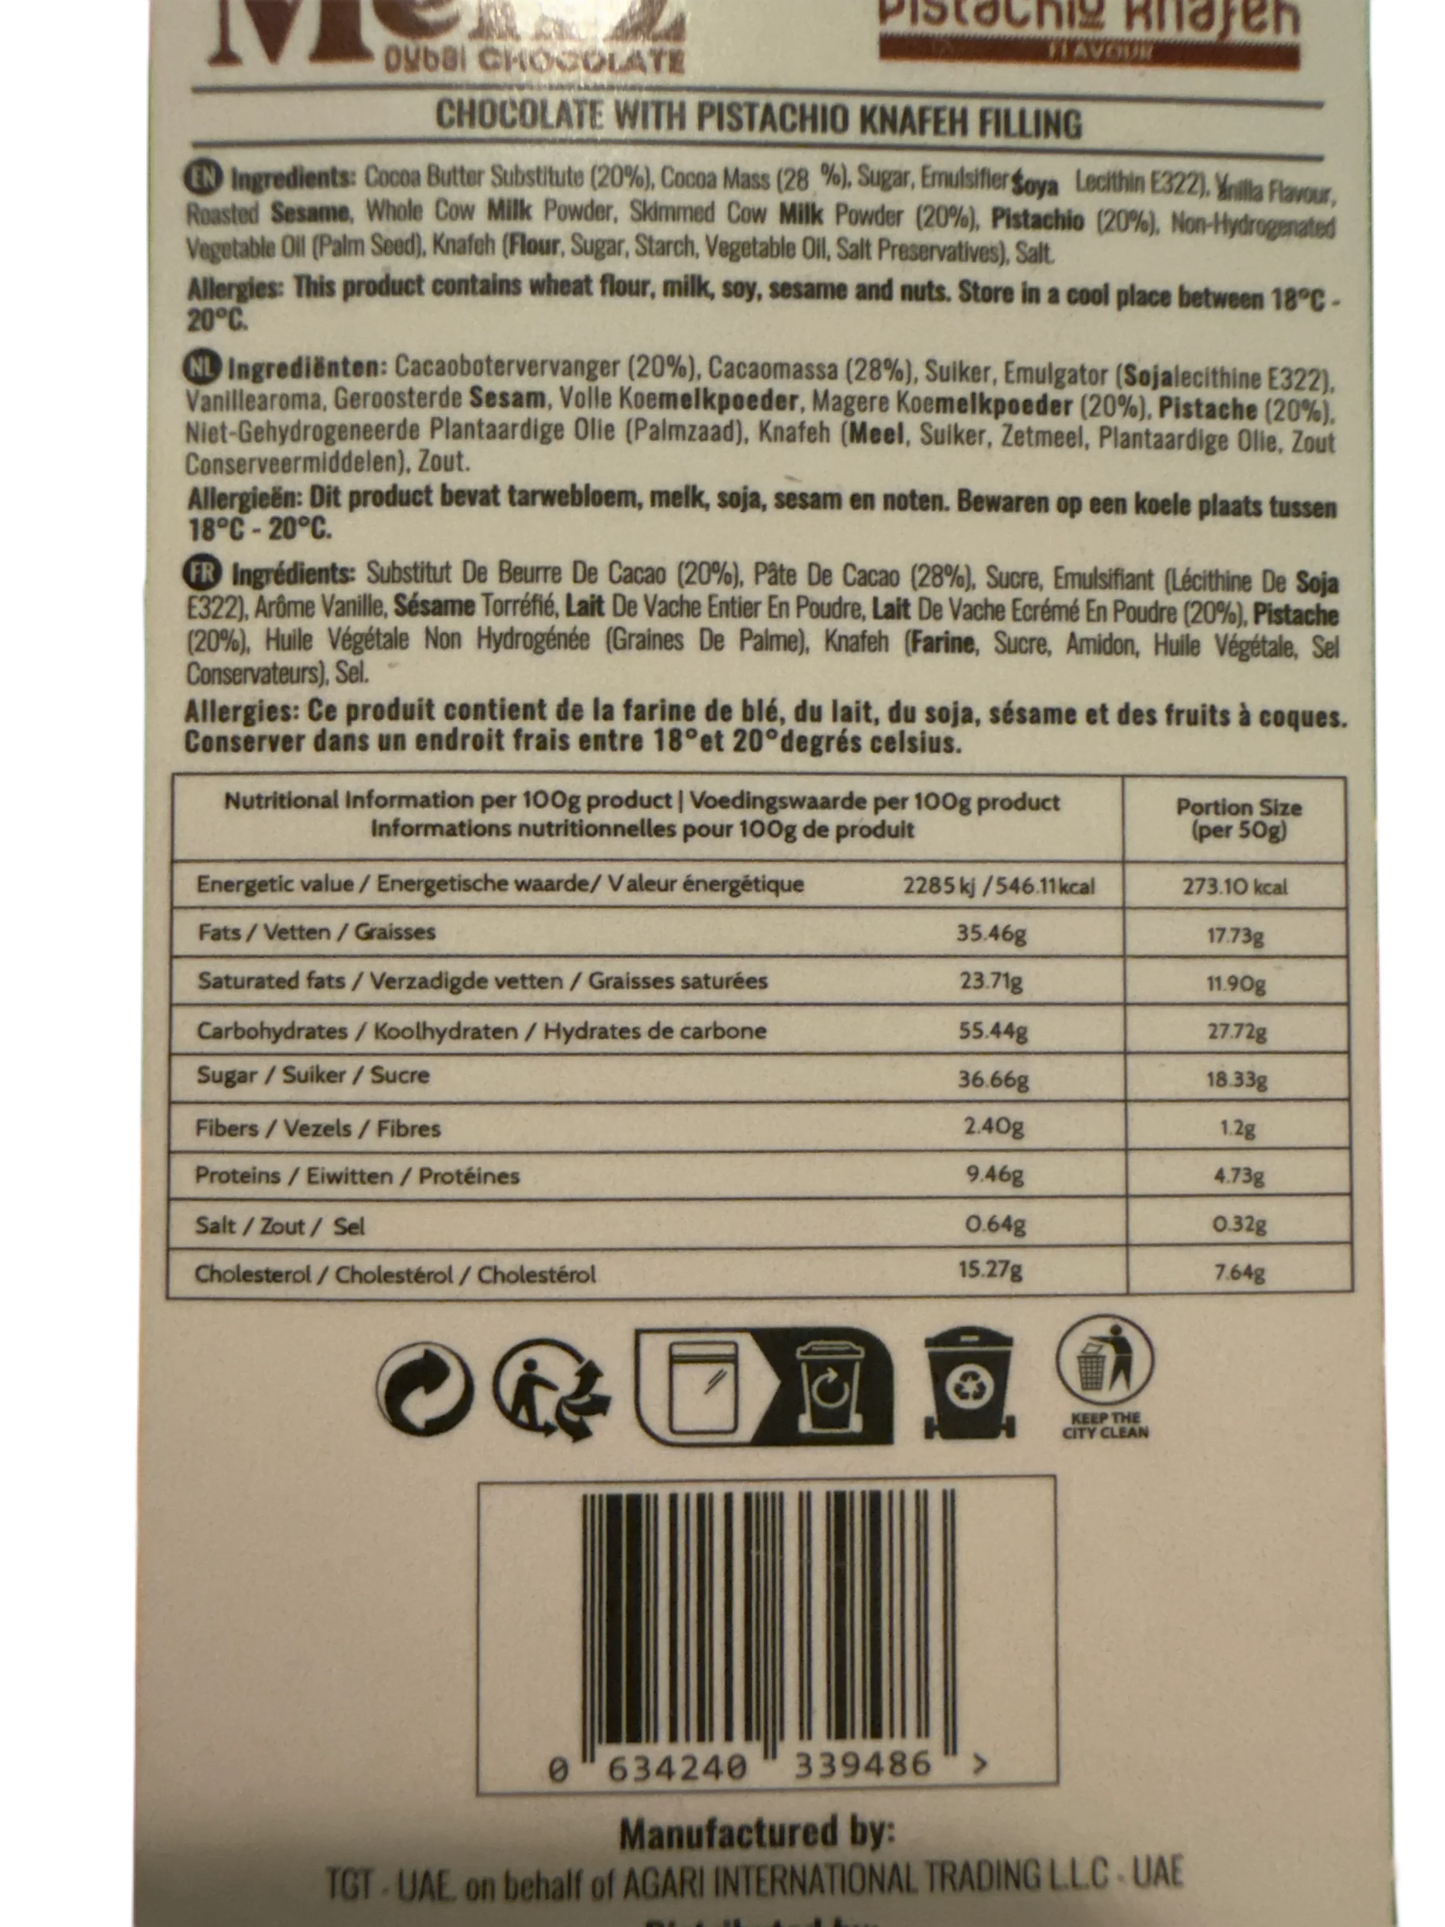 Dubai CHOCOLATE
Pistachio Knafeh
FLAVOUR
CHOCOLATE WITH PISTACHIO KNAFEH FILLING
EN Ingredients: Cocoa Butter Substitute (20%), Cocoa Mass (28 %), Sugar, Emulsifier Soya Lecithin E322), Vanilla Flavour,
Roasted Sesame, Whole Cow Milk Powder, Skimmed Cow Milk Powder (20%), Pistachio (20%), Non-Hydrogenated
Vegetable Oil (Palm Seed), Knafeh (Flour, Sugar, Starch, Vegetable Oil, Salt Preservatives), Salt.
Allergies: This product contains wheat flour, milk, soy, sesame and nuts. Store in a cool place between 18°C -
20°C.
NL Ingrediënten: Cacaobotervervanger (20%), Cacaomassa (28%), Suiker, Emulgator (Sojalecithine E322),
Vanillearoma, Geroosterde Sesam, Volle Koemelkpoeder, Magere Koemelkpoeder (20%), Pistache (20%),
Niet-Gehydrogeneerde Plantaardige Olie (Palmzaad), Knafeh (Meel, Suiker, Zetmeel, Plantaardige Olie, Zout
Conserveermiddelen), Zout.
Allergieën: Dit product bevat tarwebloem, melk, soja, sesam en noten. Bewaren op een koele plaats tussen
18°C - 20°C.
FR Ingrédients: Substitut De Beurre De Cacao (20%), Pâte De Cacao (28%), Sucre, Emulsifiant (Lécithine De Soja
E322), Arôme Vanille, Sésame Torréfié, Lait De Vache Entier En Poudre, Lait De Vache Ecrémé En Poudre (20%), Pistache
(20%), Huile Végétale Non Hydrogénée (Graines De Palme), Knafeh (Farine, Sucre, Amidon, Huile Végétale, Sel
Conservateurs), Sel.
Allergies: Ce produit contient de la farine de blé, du lait, du soja, sésame et des fruits à coques.
Conserver dans un endroit frais entre 18°et 20°degrés celsius.
Nutritional Information per 100g product | Voedingswaarde per 100g product
Informations nutritionnelles pour 100g de produit
Portion Size
(per 50g)
Energetic value / Energetische waarde/ Valeur énergétique 2285 kj /546.11kcal 273.10 kcal
Fats / Vetten / Graisses 35.46g 17.73g
Saturated fats / Verzadigde vetten / Graisses saturées 23.71g 11.90g
Carbohydrates / Koolhydraten / Hydrates de carbone 55.44g 27.72g
Sugar / Suiker / Sucre 36.66g 18.33g
Fibers / Vezels / Fibres 2.40g 1.2g
Proteins / Eiwitten / Protéines 9.46g 4.73g
Salt / Zout / Sel 0.64g 0.32g
Cholesterol / Cholestérol / Cholestérol 15.27g 7.64g
KEEP THE
CITY CLEAN
0 634240 339486 >
Manufactured by:
TGT - UAE. on behalf of AGARI INTERNATIONAL TRADING L.L.C - UAE